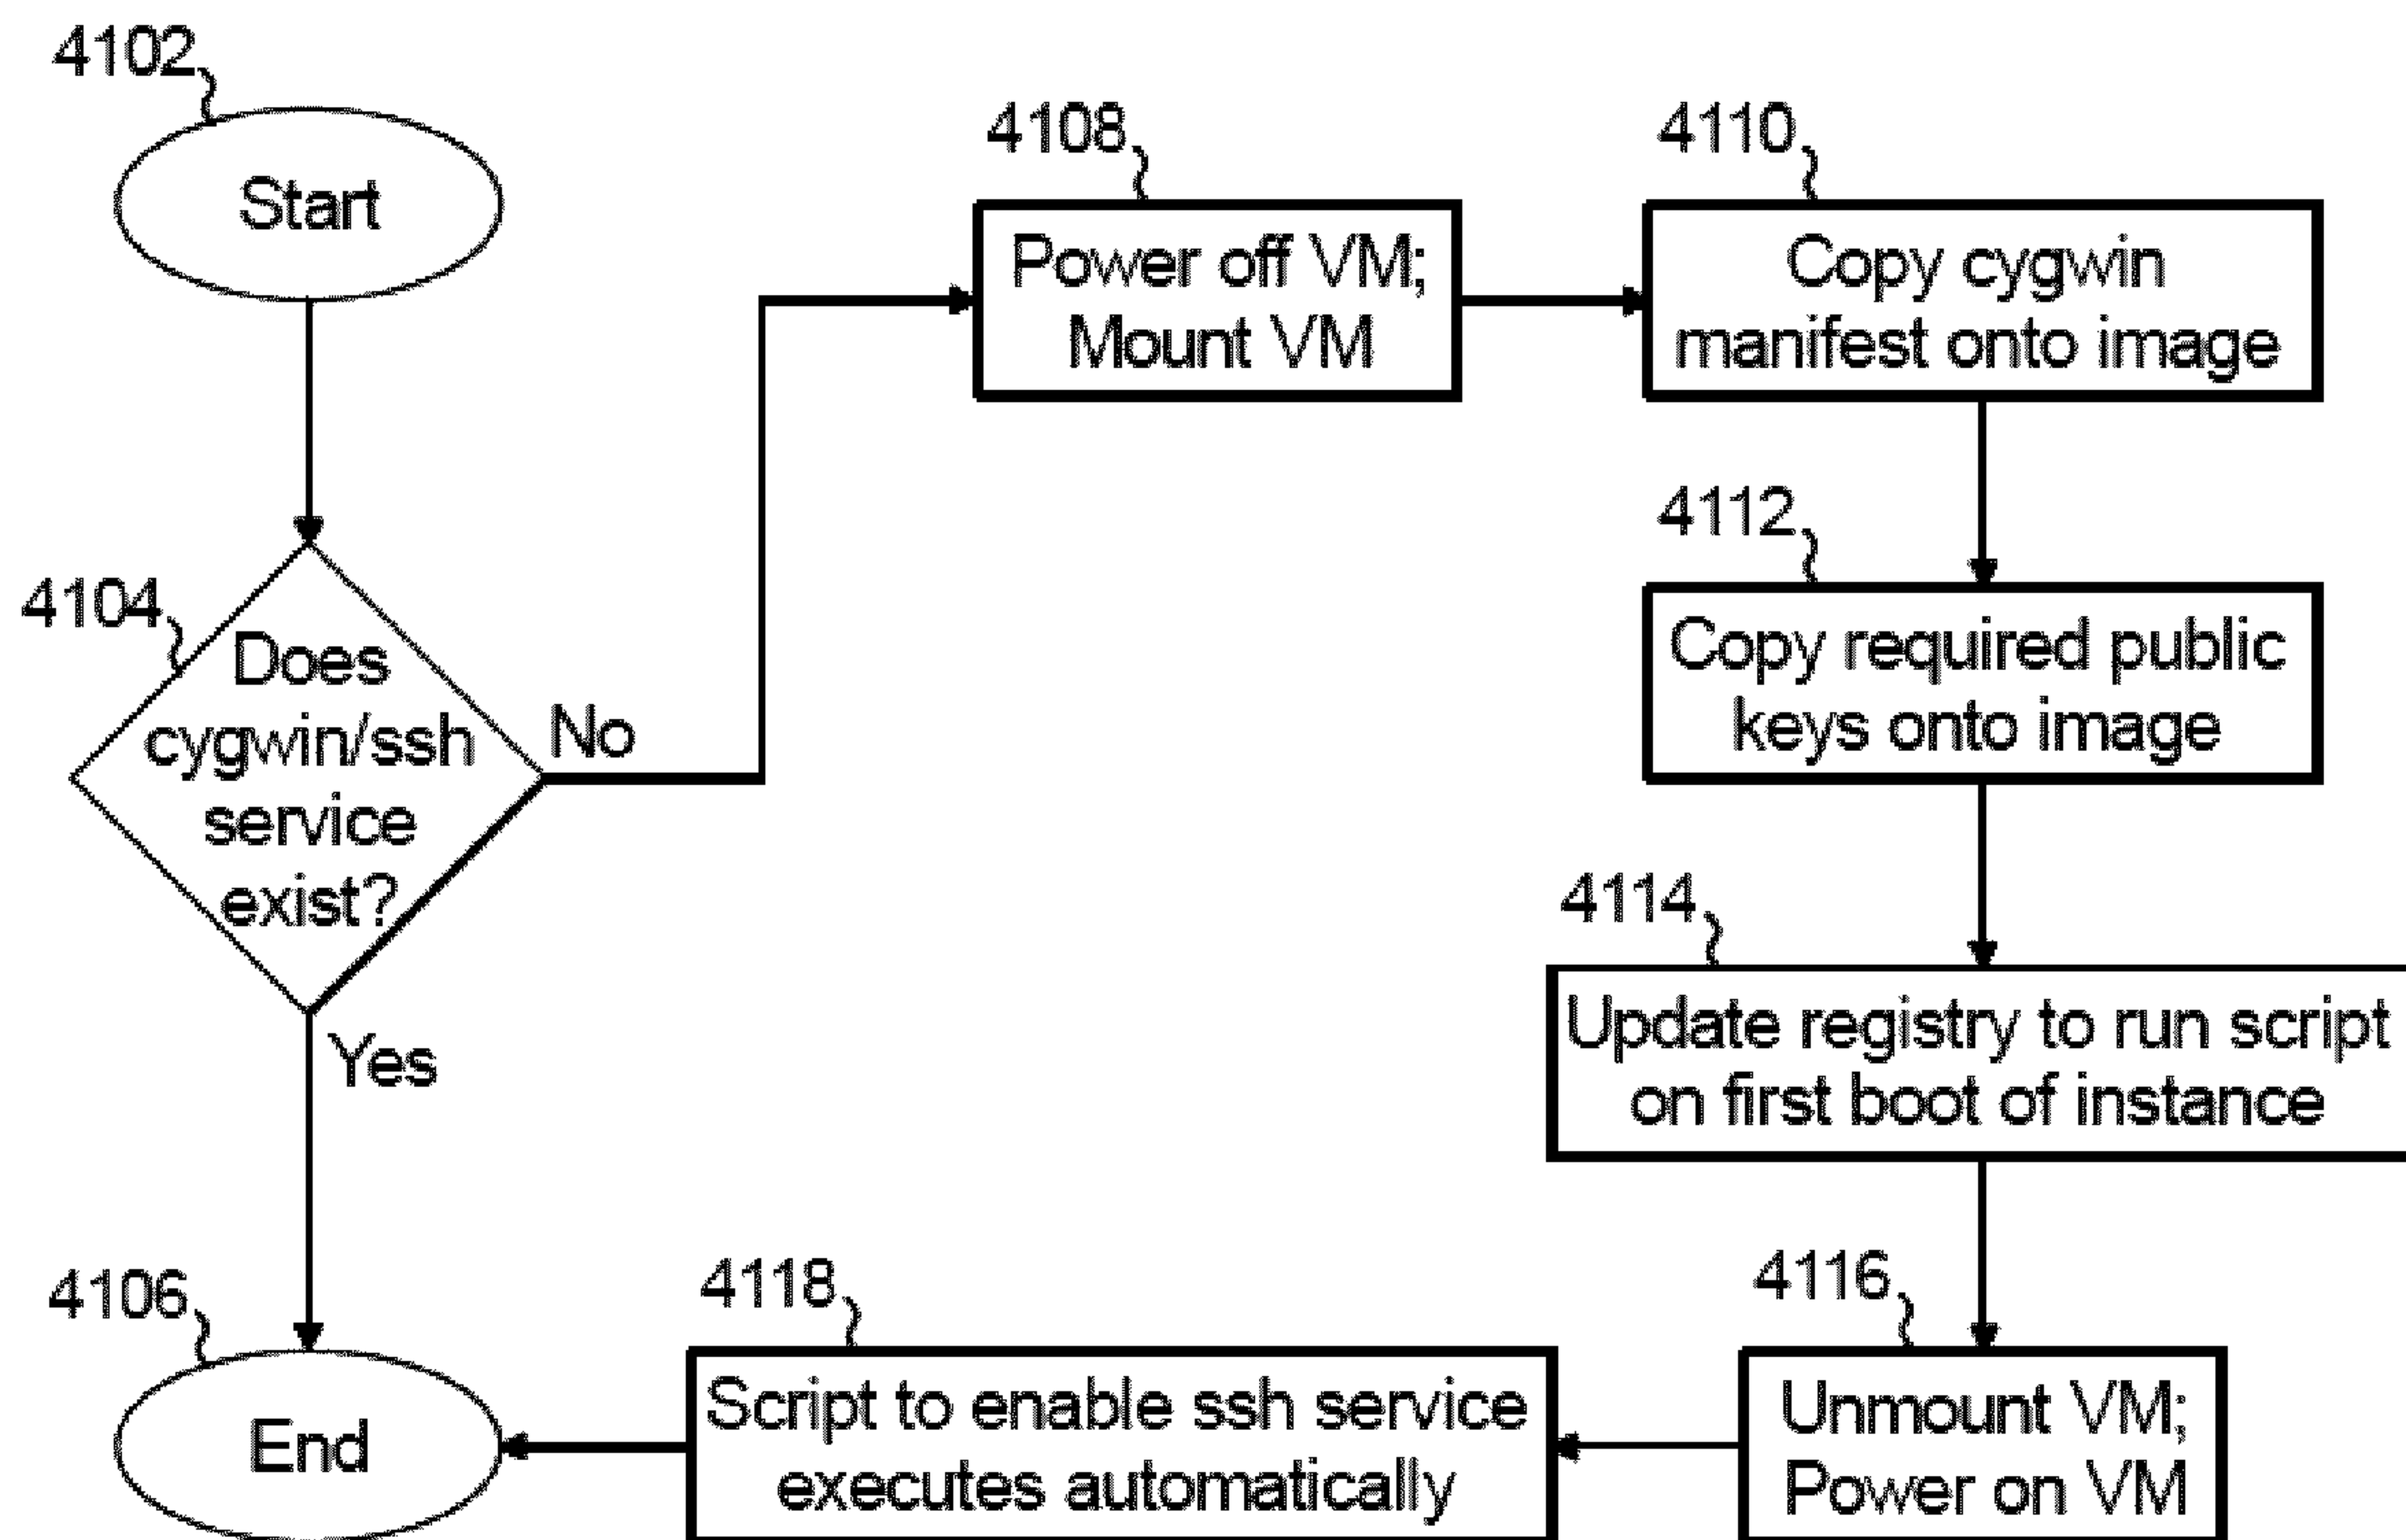 4102
Start
4104
Does
cygwin/ssh
service
exist?
No
Yes
4106
End
4108
Power off VM;
Mount VM
4110
Copy cygwin
manifest onto image
4112
Copy required public
keys onto image
4114
Update registry to run script
on first boot of instance
4116
Unmount VM;
Power on VM
4118
Script to enable ssh service
executes automatically